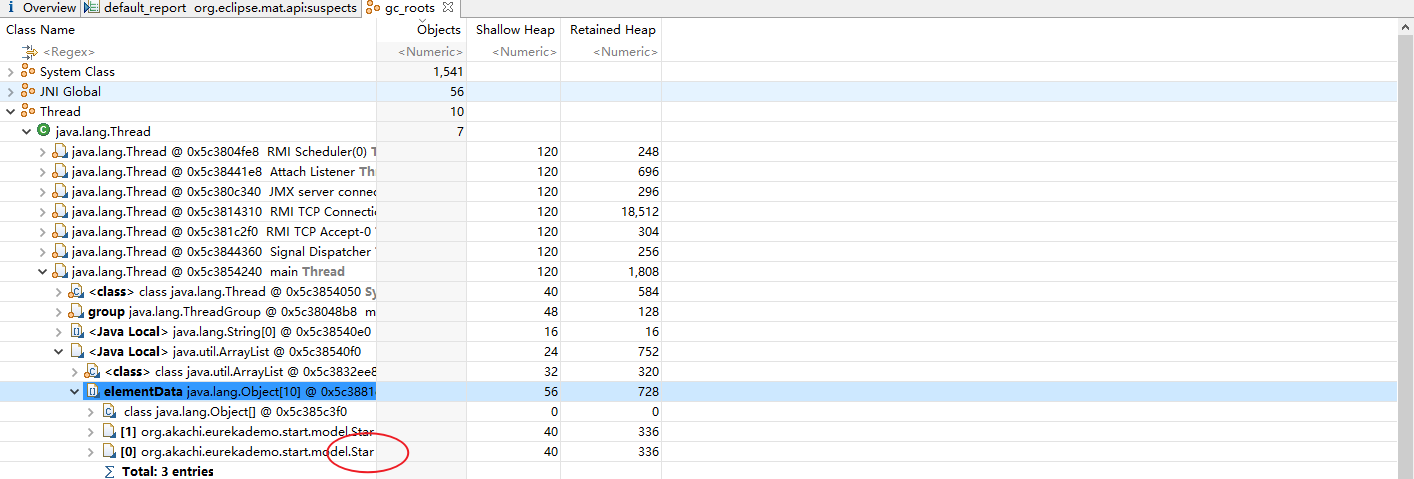 i Overview default_report org.eclipse.mat.api:suspects gc_roots
Class Name Objects Shallow Heap Retained Heap
<Regex> <Numeric> <Numeric> <Numeric>
System Class 1,541
JNI Global 56
Thread 10
java.lang.Thread 7
java.lang.Thread @ 0x5c3804fe8 RMI Scheduler(0) T 120 248
java.lang.Thread @ 0x5c38441e8 Attach Listener Th 120 696
java.lang.Thread @ 0x5c380c340 JMX server connec 120 296
java.lang.Thread @ 0x5c3814310 RMI TCP Connectio 120 18,512
java.lang.Thread @ 0x5c381c2f0 RMI TCP Accept-0 T 120 304
java.lang.Thread @ 0x5c3844360 Signal Dispatcher T 120 256
java.lang.Thread @ 0x5c3854240 main Thread 120 1,808
<class> class java.lang.Thread @ 0x5c3854050 Sy 40 584
group java.lang.ThreadGroup @ 0x5c38048b8 m 48 128
<Java Local> java.lang.String[0] @ 0x5c38540e0 16 16
<Java Local> java.util.ArrayList @ 0x5c38540f0 24 752
<class> class java.util.ArrayList @ 0x5c3832ee8 32 320
elementData java.lang.Object[10] @ 0x5c3881 56 728
class java.lang.Object[] @ 0x5c385c3f0 0 0
[1] org.akachi.eurekademo.start.model.Star 40 336
[0] org.akachi.eurekademo.start.model.Star 40 336
Σ Total: 3 entries